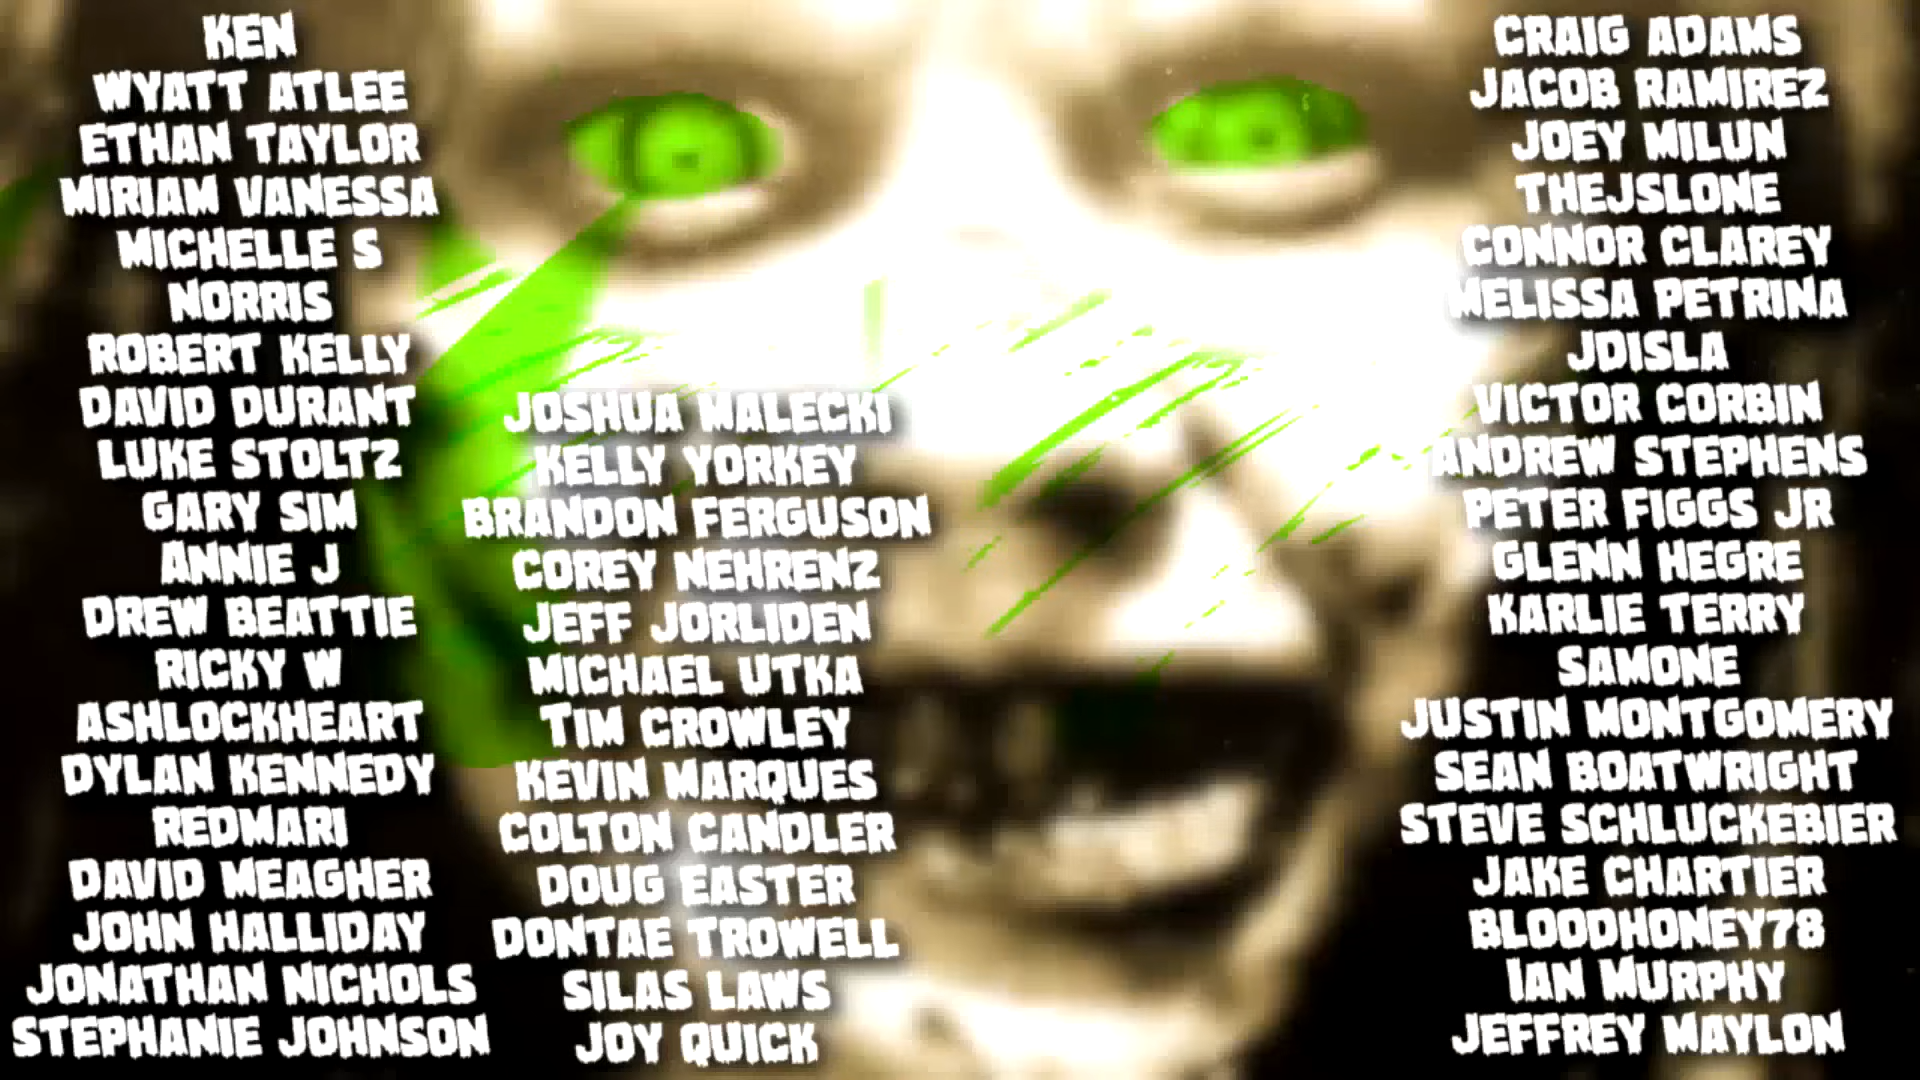 KEN
WYATT ATLEE
ETHAN TAYLOR
MIRIAM VANESSA
MICHELLE S
NORRIS
ROBERT KELLY
DAVID DURANT
LUKE STOLTZ
GARY SIM
ANNIE J
DREW BEATTIE
RICKY W
ASHLOCKHEART
DYLAN KENNEDY
REDMARI
DAVID MEAGHER
JOHN HALLIDAY
JONATHAN NICHOLS
STEPHANIE JOHNSON
JOSHUA MALECKI
KELLY YORKEY
BRANDON FERGUSON
COREY NEHRENZ
JEFF JORLIDEN
MICHAEL UTKA
TIM CROWLEY
KEVIN MARQUES
COLTON CANDLER
DOUG EASTER
DONTAE TROWELL
SILAS LAWS
JOY QUICK
CRAIG ADAMS
JACOB RAMIREZ
JOEY MILUN
THEJSLONE
CONNOR CLAREY
MELISSA PETRINA
JDISLA
VICTOR CORBIN
ANDREW STEPHENS
PETER FIGGS JR
GLENN HEGRE
KARLIE TERRY
SAMONE
JUSTIN MONTGOMERY
SEAN BOATWRIGHT
STEVE SCHLUCKEBIER
JAKE CHARTIER
BLOODHONEY78
IAN MURPHY
JEFFREY MAYLON